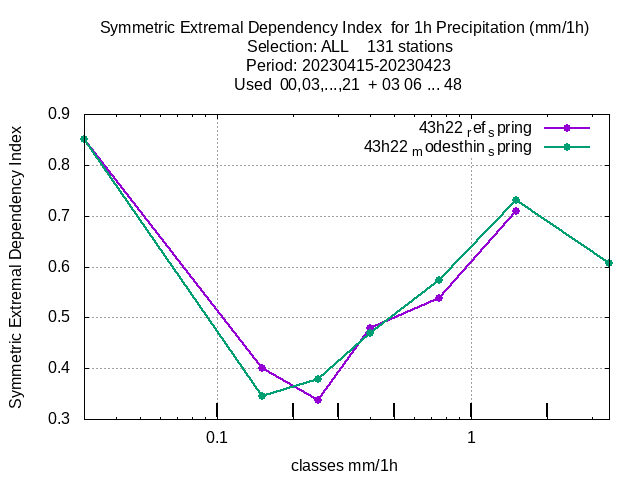 Symmetric Extremal Dependency Index  for 1h Precipitation (mm/1h)
Selection: ALL    131 stations
Period: 20230415-20230423
Used  00,03,...,21  + 03 06 ... 48
Symmetric Extremal Dependency Index
0.9
0.8
0.7
0.6
0.5
0.4
0.3
43h22 ref spring
43h22 modesthin spring
0.1
1
classes mm/1h